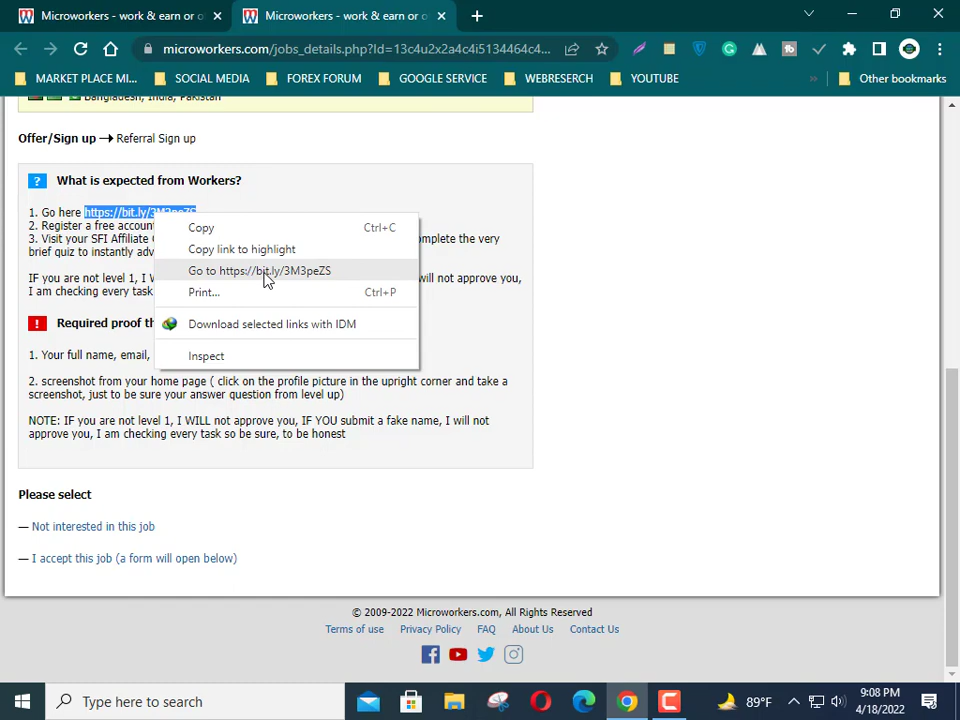 Microworkers - work & earn or o
Microworkers - work & earn or o
microworkers.com/jobs_details.php?Id=13c4u2x2a4c4i5134464c4...
MARKET PLACE MI...
SOCIAL MEDIA
FOREX FORUM
GOOGLE SERVICE
WEBRESERCH
YOUTUBE
Other bookmarks
Bangladesh, India, Pakistan
Offer/Sign up → Referral Sign up
? What is expected from Workers?
1. Go here https://bit.ly/3M3peZS
2. Register a free account
3. Visit your SFI Affiliate omplete the very
brief quiz to instantly adv
IF you are not level 1, I W will not approve you,
I am checking every task
Copy Ctrl+C
Copy link to highlight
Go to https://bit.ly/3M3peZS
Print... Ctrl+P
Download selected links with IDM
Inspect
! Required proof th
1. Your full name, email,
2. screenshot from your home page ( click on the profile picture in the upright corner and take a
screenshot, just to be sure your answer question from level up)
NOTE: IF you are not level 1, I WILL not approve you, IF YOU submit a fake name, I will not
approve you, I am checking every task so be sure, to be honest
Please select
— Not interested in this job
— I accept this job (a form will open below)
© 2009-2022 Microworkers.com, All Rights Reserved
Terms of use Privacy Policy FAQ About Us Contact Us
Type here to search
89°F
9:08 PM
4/18/2022